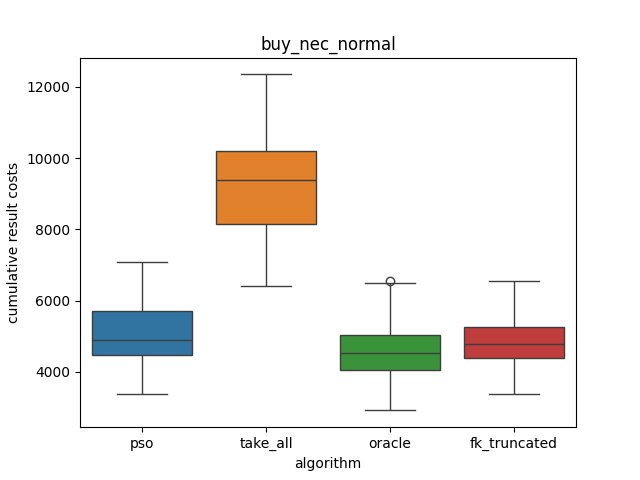 buy_nec_normal
cumulative result costs
12000
10000
8000
6000
4000
pso take_all oracle fk_truncated
algorithm